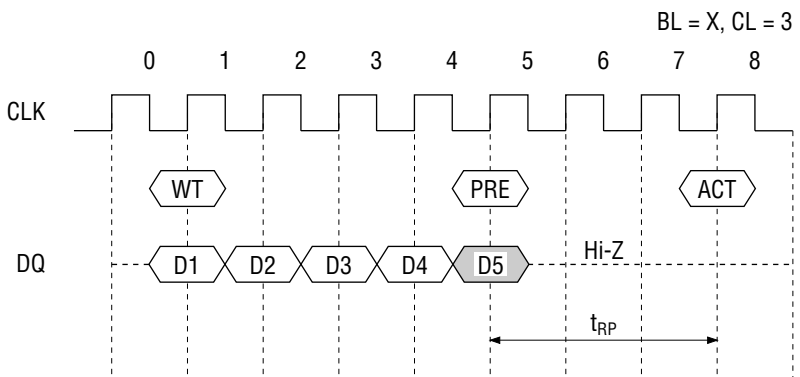 BL = X, CL = 3
0 1 2 3 4 5 6 7 8
CLK
WT PRE ACT
DQ D1 D2 D3 D4 D5 Hi-Z
tRP